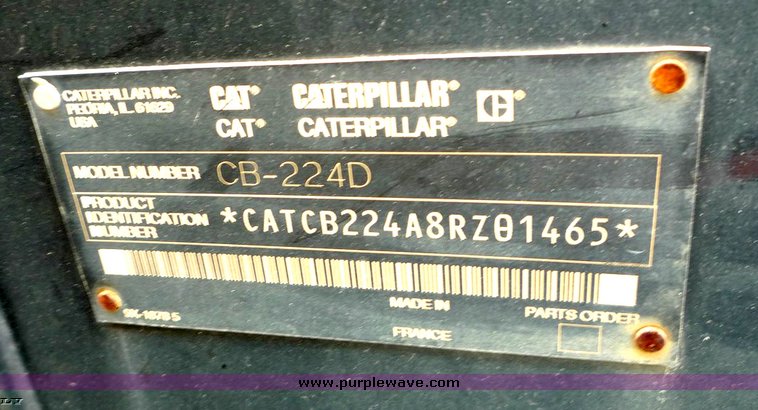 CATERPILLAR INC.
PEORIA, IL. 61629
USA
CAT® CATERPILLAR®
CAT® CATERPILLAR®
C
MODEL NUMBER CB-224D
PRODUCT
IDENTIFICATION
NUMBER
*CATCB224A8RZ01465*
MADE IN
FRANCE
PARTS ORDER
www.purplewave.com